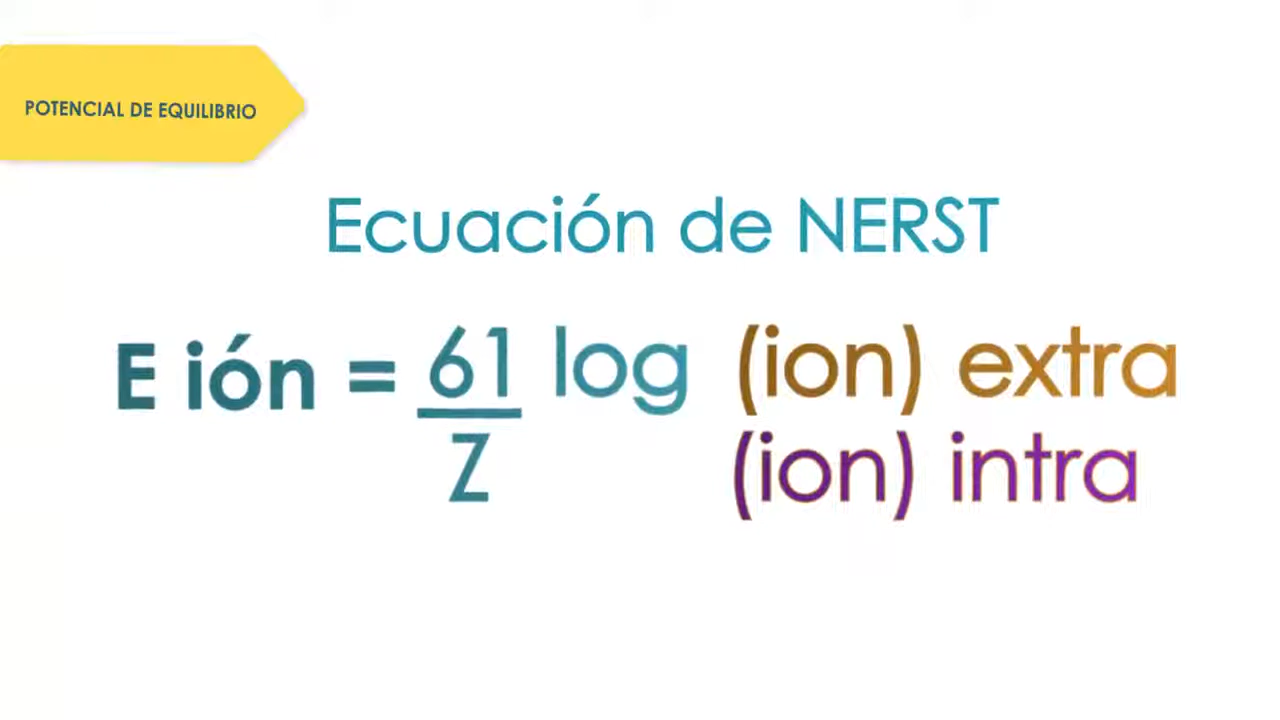 POTENCIAL DE EQUILIBRIO
Ecuación de NERST
E ión = 61 log (ion) extra
Z (ion) intra